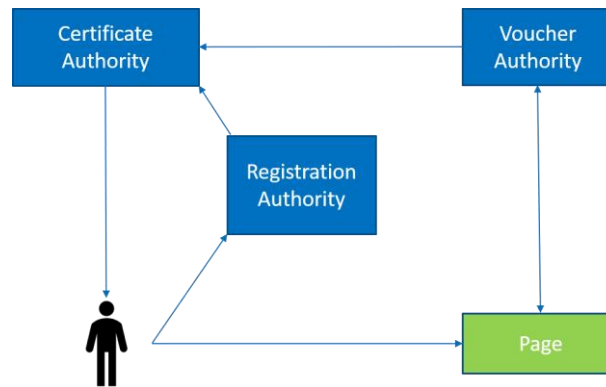 Certificate
Authority
Voucher
Authority
Registration
Authority
Page